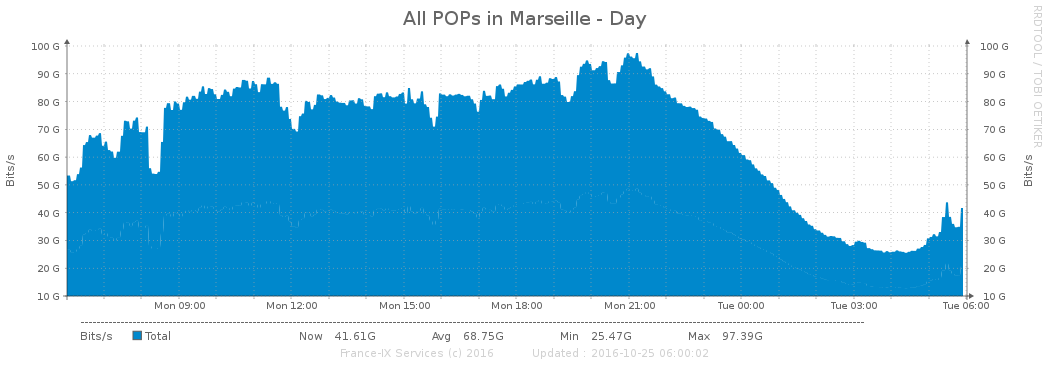 All POPs in Marseille - Day
RRDTOOL / TOBI OETIKER
Bits/s
100 G
90 G
80 G
70 G
60 G
50 G
40 G
30 G
20 G
10 G
100 G
90 G
80 G
70 G
60 G
50 G
40 G
30 G
20 G
10 G
Bits/s
Mon 09:00 Mon 12:00 Mon 15:00 Mon 18:00 Mon 21:00 Tue 00:00 Tue 03:00 Tue 06:00
Bits/s Total Now 41.61G Avg 68.75G Min 25.47G Max 97.39G
France-IX Services (c) 2016 Updated : 2016-10-25 06:00:02